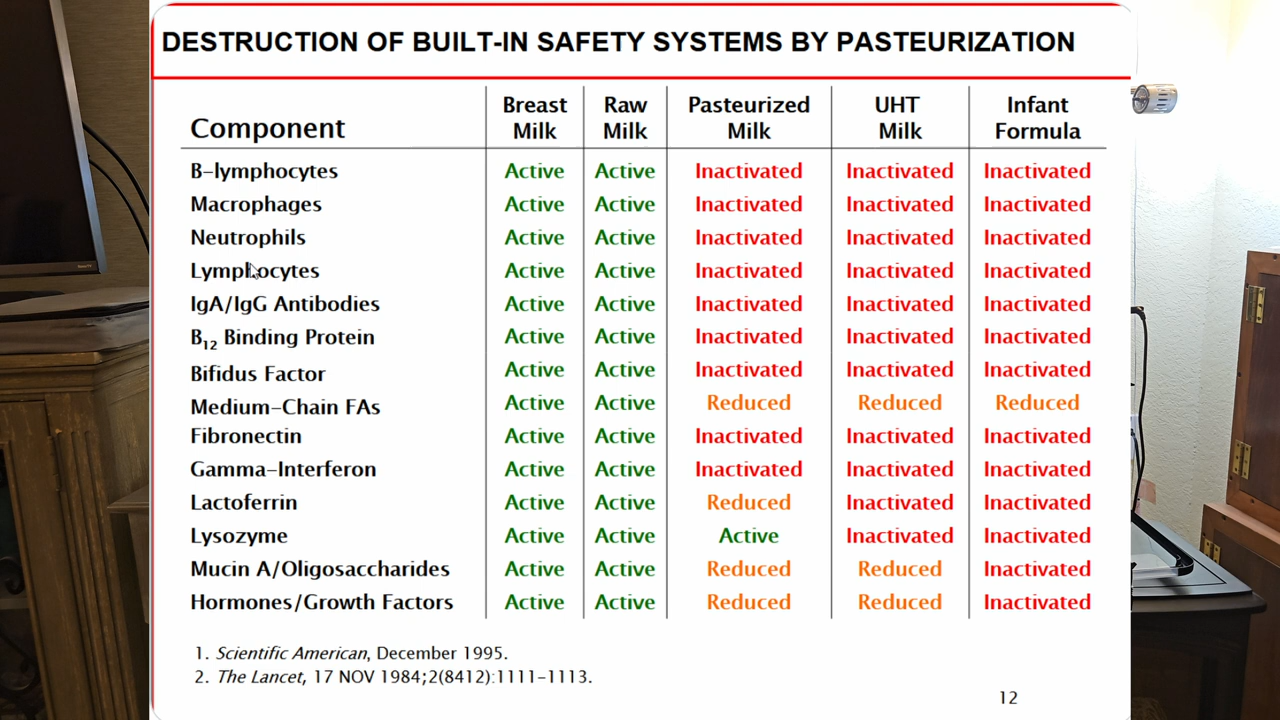 DESTRUCTION OF BUILT-IN SAFETY SYSTEMS BY PASTEURIZATION
Component Breast Milk Raw Milk Pasteurized Milk UHT Milk Infant Formula
B-lymphocytes Active Active Inactivated Inactivated Inactivated
Macrophages Active Active Inactivated Inactivated Inactivated
Neutrophils Active Active Inactivated Inactivated Inactivated
Lymphocytes Active Active Inactivated Inactivated Inactivated
IgA/IgG Antibodies Active Active Inactivated Inactivated Inactivated
B12 Binding Protein Active Active Inactivated Inactivated Inactivated
Bifidus Factor Active Active Inactivated Inactivated Inactivated
Medium-Chain FAs Active Active Reduced Reduced Reduced
Fibronectin Active Active Inactivated Inactivated Inactivated
Gamma-Interferon Active Active Inactivated Inactivated Inactivated
Lactoferrin Active Active Reduced Inactivated Inactivated
Lysozyme Active Active Active Inactivated Inactivated
Mucin A/Oligosaccharides Active Active Reduced Reduced Inactivated
Hormones/Growth Factors Active Active Reduced Reduced Inactivated
1. Scientific American, December 1995.
2. The Lancet, 17 NOV 1984;2(8412):1111-1113.
12